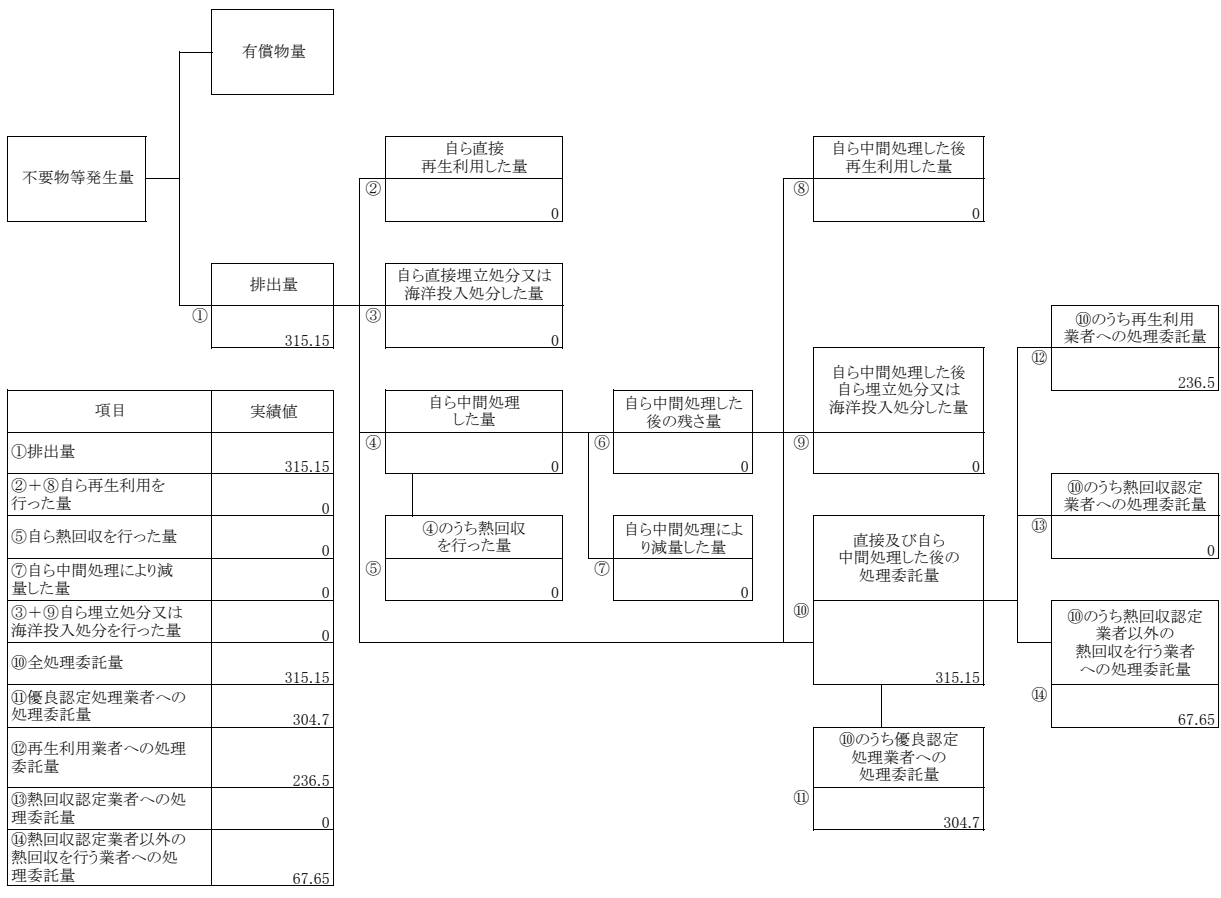 有償物量
不要物等発生量
排出量
①
315.15
自ら直接
再生利用した量
②
0
自ら直接埋立処分又は
海洋投入処分した量
③
0
自ら中間処理
した量
④
0
④のうち熱回収
を行った量
⑤
0
自ら中間処理した
後の残さ量
⑥
0
自ら中間処理によ
り減量した量
⑦
0
自ら中間処理した後
再生利用した量
⑧
0
自ら中間処理した後
自ら埋立処分又は
海洋投入処分した量
⑨
0
直接及び自ら
中間処理した後の
処理委託量
⑩
315.15
⑩のうち優良認定
処理業者への
処理委託量
⑪
304.7
⑩のうち再生利用
業者への処理委託量
⑫
236.5
⑩のうち熱回収認定
業者への処理委託量
⑬
0
⑩のうち熱回収認定
業者以外の
熱回収を行う業者
への処理委託量
⑭
67.65
項目 実績値
①排出量
315.15
②＋⑧自ら再生利用を
行った量
0
⑤自ら熱回収を行った量
0
⑦自ら中間処理により減
量した量
0
③＋⑨自ら埋立処分又は
海洋投入処分を行った量
0
⑩全処理委託量
315.15
⑪優良認定処理業者への
処理委託量
304.7
⑫再生利用業者への処理
委託量
236.5
⑬熱回収認定業者への処
理委託量
0
⑭熱回収認定業者以外の
熱回収を行う業者への処
理委託量
67.65